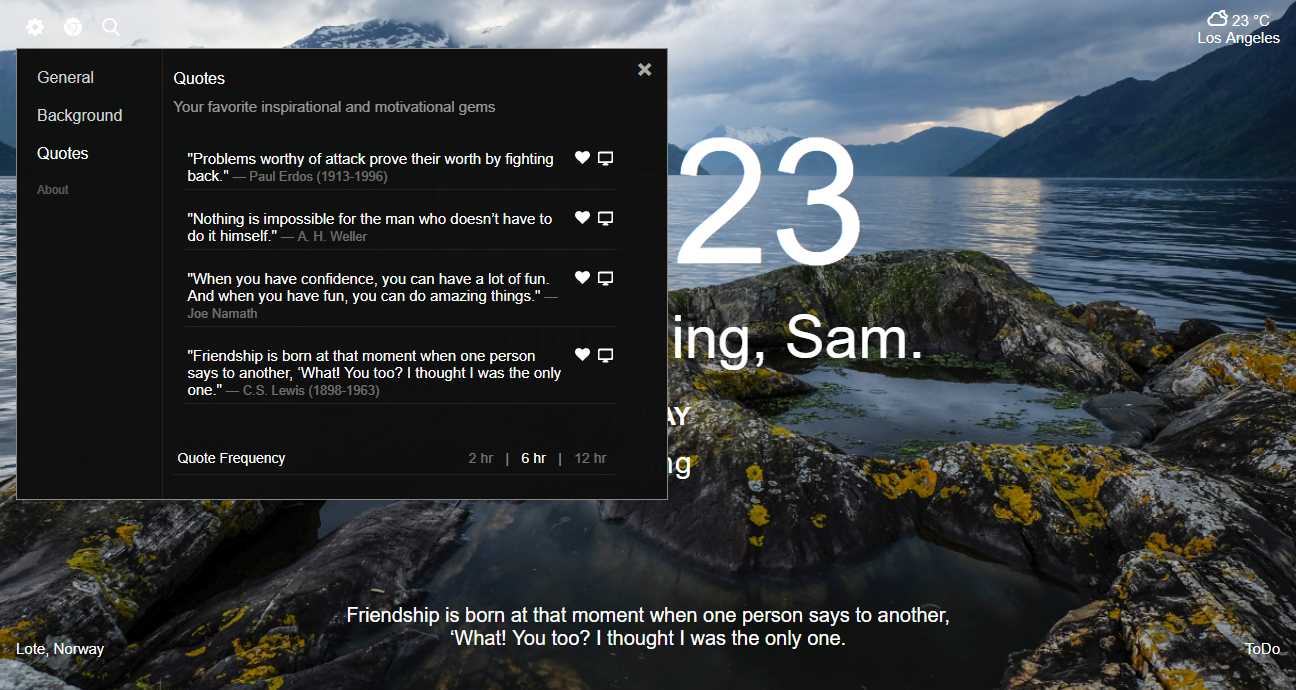 23 °C
Los Angeles
General
Background
Quotes
About
Quotes
Your favorite inspirational and motivational gems
"Problems worthy of attack prove their worth by fighting
back." — Paul Erdos (1913-1996)
"Nothing is impossible for the man who doesn’t have to
do it himself." — A. H. Weller
"When you have confidence, you can have a lot of fun.
And when you have fun, you can do amazing things." —
Joe Namath
"Friendship is born at that moment when one person
says to another, ‘What! You too? I thought I was the only
one." — C.S. Lewis (1898-1963)
Quote Frequency
2 hr | 6 hr | 12 hr
23
ing, Sam.
AY
ng
Friendship is born at that moment when one person says to another,
‘What! You too? I thought I was the only one.
Lote, Norway
ToDo